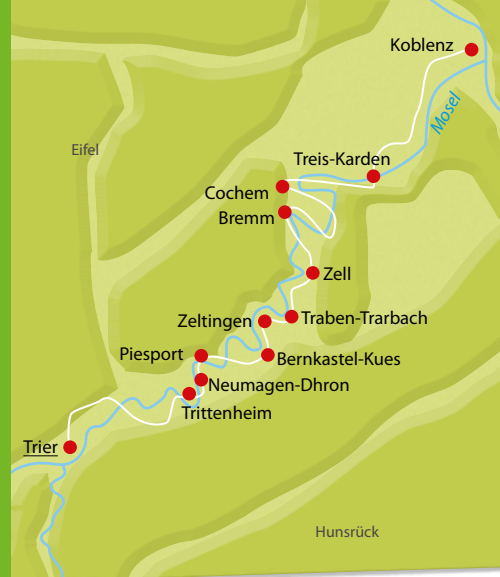 Koblenz
Mosel
Eifel
Treis-Karden
Cochem
Bremm
Zell
Zeltingen
Traben-Trarbach
Piesport
Bernkastel-Kues
Neumagen-Dhron
Trittenheim
Trier
Hunsrück